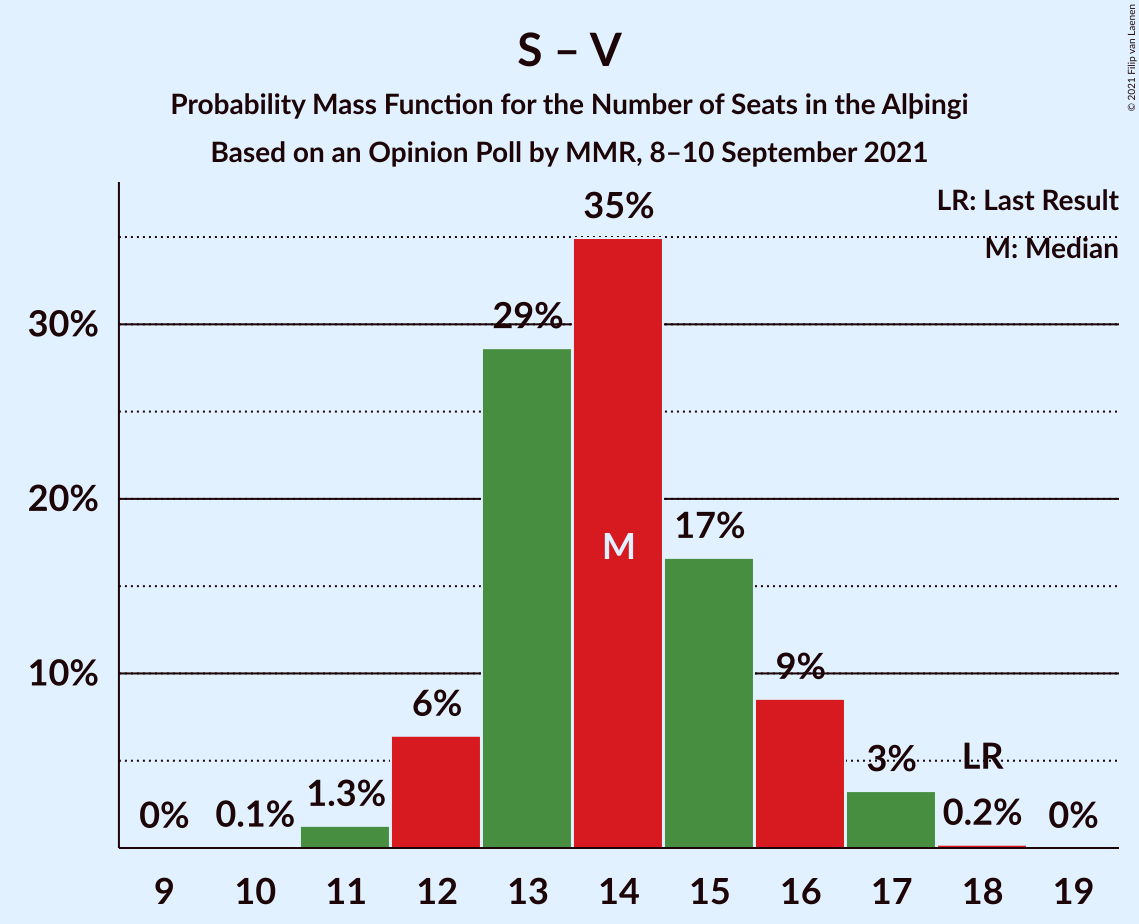 S – V
Probability Mass Function for the Number of Seats in the Alþingi
Based on an Opinion Poll by MMR, 8–10 September 2021
© 2021 Filip van Laenen
LR: Last Result
M: Median
30%
20%
10%
0%
0.1%
1.3%
6%
29%
35%
M
17%
9%
3%
LR
0.2%
0%
9 10 11 12 13 14 15 16 17 18 19